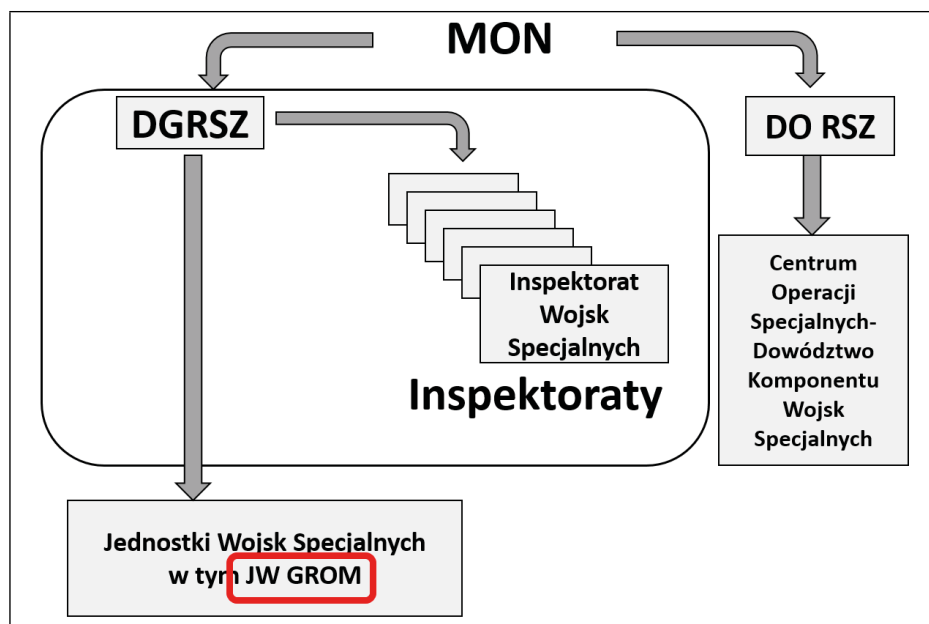 MON
DGRSZ
DO RSZ
Inspektorat
Wojsk
Specjalnych
Inspektoraty
Centrum
Operacji
Specjalnych-
Dowództwo
Komponentu
Wojsk
Specjalnych
Jednostki Wojsk Specjalnych
w tym JW GROM